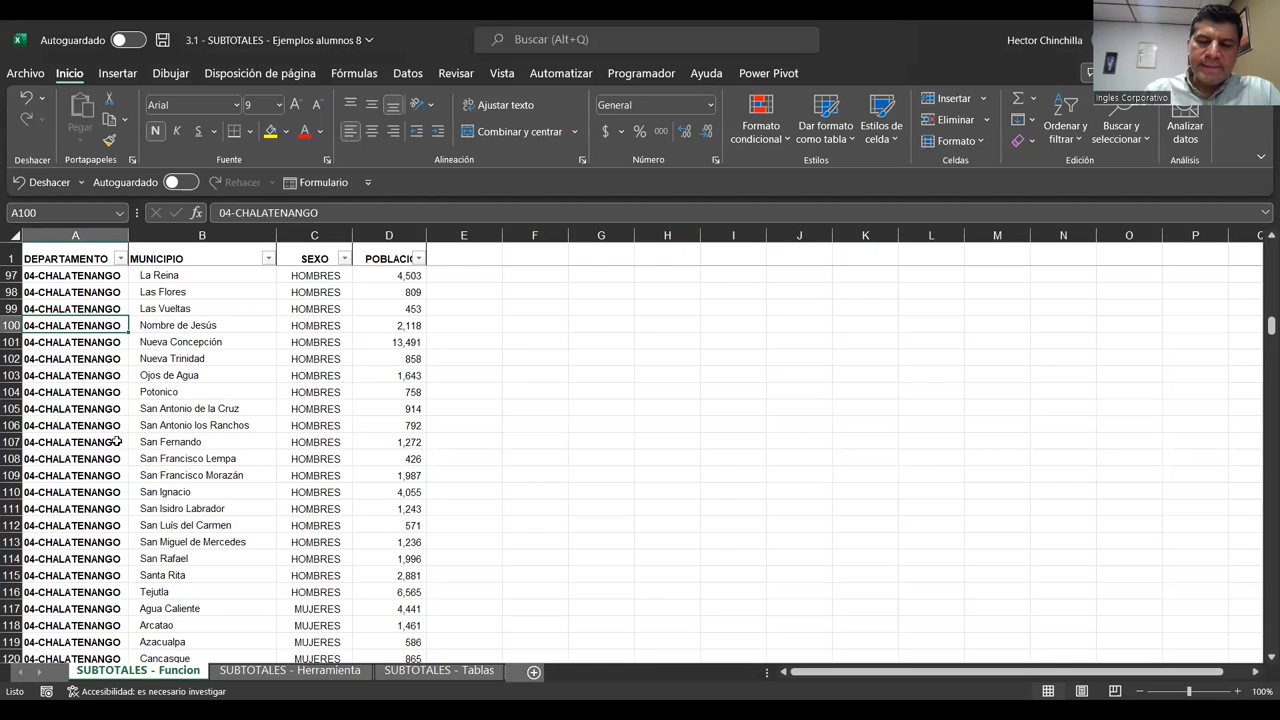 Autoguardado 3.1 - SUBTOTALES - Ejemplos alumnos 8 Buscar (Alt+Q) Hector Chinchilla
Archivo Inicio Insertar Dibujar Disposición de página Fórmulas Datos Revisar Vista Automatizar Programador Ayuda Power Pivot
Ingles Corporativo
Pegar Arial 9 Ajustar texto General Formato condicional Dar formato como tabla Estilos de celda Insertar Ordenar y filtrar Buscar y seleccionar Analizar datos
N K S Combinar y centrar $ % 000 Eliminar
Formato
Deshacer Portapapeles Fuente Alineación Número Estilos Celdas Edición Análisis
Deshacer Autoguardado Rehacer Formulario
A100 fx 04-CHALATENANGO
A B C D E F G H I J K L M N O P
1 DEPARTAMENTO MUNICIPIO SEXO POBLACIÓ
97 04-CHALATENANGO La Reina HOMBRES 4,503
98 04-CHALATENANGO Las Flores HOMBRES 809
99 04-CHALATENANGO Las Vueltas HOMBRES 453
100 04-CHALATENANGO Nombre de Jesús HOMBRES 2,118
101 04-CHALATENANGO Nueva Concepción HOMBRES 13,491
102 04-CHALATENANGO Nueva Trinidad HOMBRES 858
103 04-CHALATENANGO Ojos de Agua HOMBRES 1,643
104 04-CHALATENANGO Potonico HOMBRES 758
105 04-CHALATENANGO San Antonio de la Cruz HOMBRES 914
106 04-CHALATENANGO San Antonio los Ranchos HOMBRES 792
107 04-CHALATENANGO San Fernando HOMBRES 1,272
108 04-CHALATENANGO San Francisco Lempa HOMBRES 426
109 04-CHALATENANGO San Francisco Morazán HOMBRES 1,987
110 04-CHALATENANGO San Ignacio HOMBRES 4,055
111 04-CHALATENANGO San Isidro Labrador HOMBRES 1,243
112 04-CHALATENANGO San Luís del Carmen HOMBRES 571
113 04-CHALATENANGO San Miguel de Mercedes HOMBRES 1,236
114 04-CHALATENANGO San Rafael HOMBRES 1,996
115 04-CHALATENANGO Santa Rita HOMBRES 2,881
116 04-CHALATENANGO Tejutla HOMBRES 6,565
117 04-CHALATENANGO Agua Caliente MUJERES 4,441
118 04-CHALATENANGO Arcatao MUJERES 1,461
119 04-CHALATENANGO Azacualpa MUJERES 586
120 04-CHALATENANGO Cancasque MUJERES 865
SUBTOTALES - Funcion SUBTOTALES - Herramienta SUBTOTALES - Tablas
Listo Accesibilidad: es necesario investigar 100%